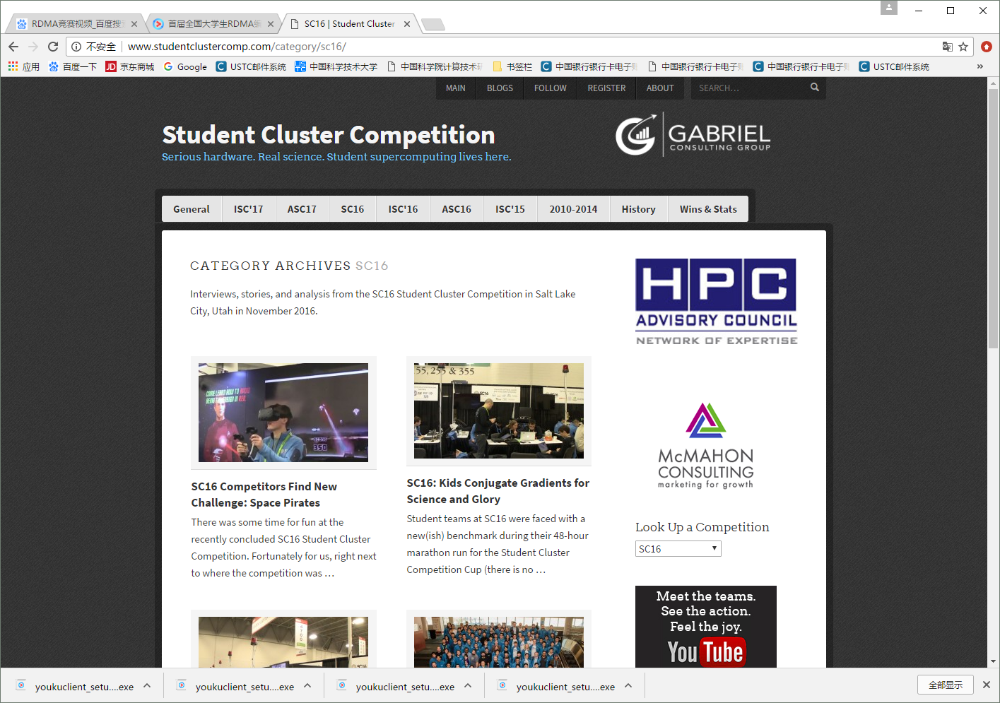 RDMA竞赛视频_百度搜
首届全国大学生RDMA编
SC16 | Student Cluster
不安全
www.studentclustercomp.com/category/sc16/
应用
百度一下
京东商城
Google
USTC邮件系统
中国科学技术大学
中国科学院计算技术研
书签栏
中国银行银行卡电子账
中国银行银行卡电子账
中国银行银行卡电子账
USTC邮件系统
»
MAIN
BLOGS
FOLLOW
REGISTER
ABOUT
SEARCH…
Student Cluster Competition
Serious hardware. Real science. Student supercomputing lives here.
GABRIEL
CONSULTING GROUP
General
ISC'17
ASC17
SC16
ISC'16
ASC16
ISC'15
2010-2014
History
Wins & Stats
CATEGORY ARCHIVES SC16
Interviews, stories, and analysis from the SC16 Student Cluster Competition in Salt Lake
City, Utah in November 2016.
HPC
ADVISORY COUNCIL
NETWORK OF EXPERTISE
COME LEARN HOW TO
SCORE
350
55, 255 & 355
SC16
SC16 Competitors Find New
Challenge: Space Pirates
There was some time for fun at the
recently concluded SC16 Student Cluster
Competition. Fortunately for us, right next
to where the competition was …
SC16: Kids Conjugate Gradients for
Science and Glory
Student teams at SC16 were faced with a
new(ish) benchmark during their 48-hour
marathon run for the Student Cluster
Competition Cup (there is no …
MCMAHON
CONSULTING
marketing for growth
Look Up a Competition
SC16
Meet the teams.
See the action.
Feel the joy.
YouTube
youkuclient_setu....exe
youkuclient_setu....exe
youkuclient_setu....exe
youkuclient_setu....exe
全部显示